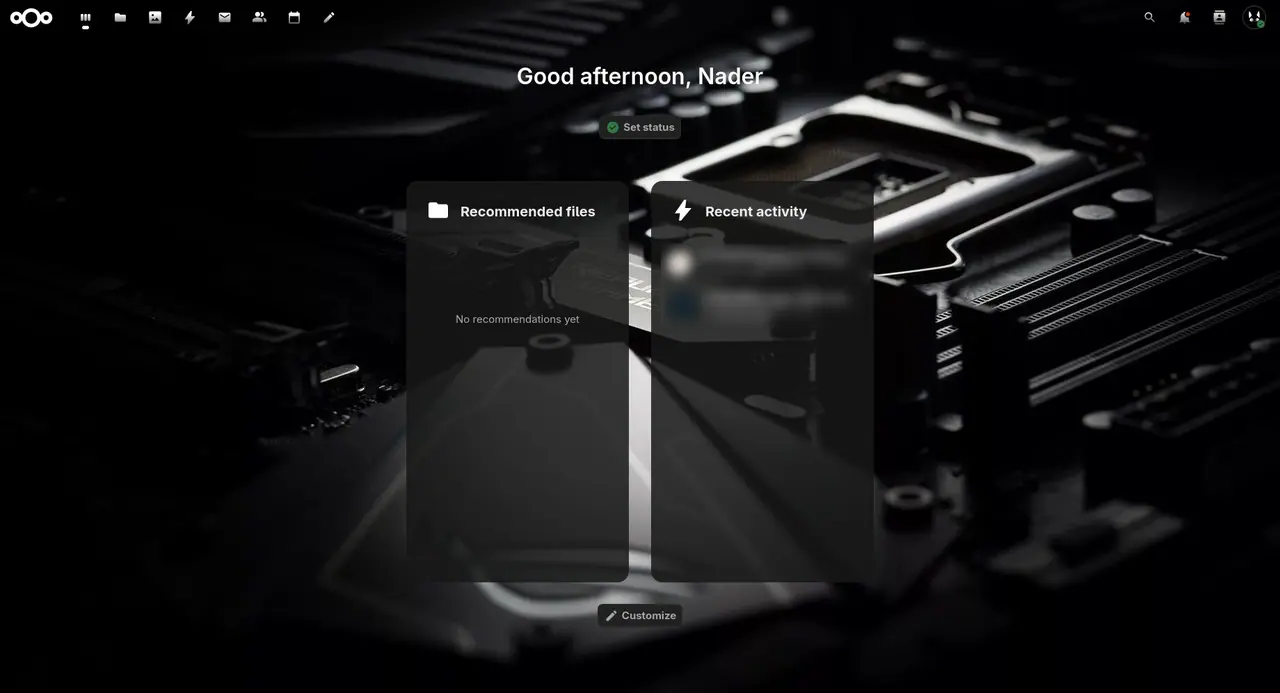 Good afternoon, Nader
Set status
Recommended files
No recommendations yet
Recent activity
Customize